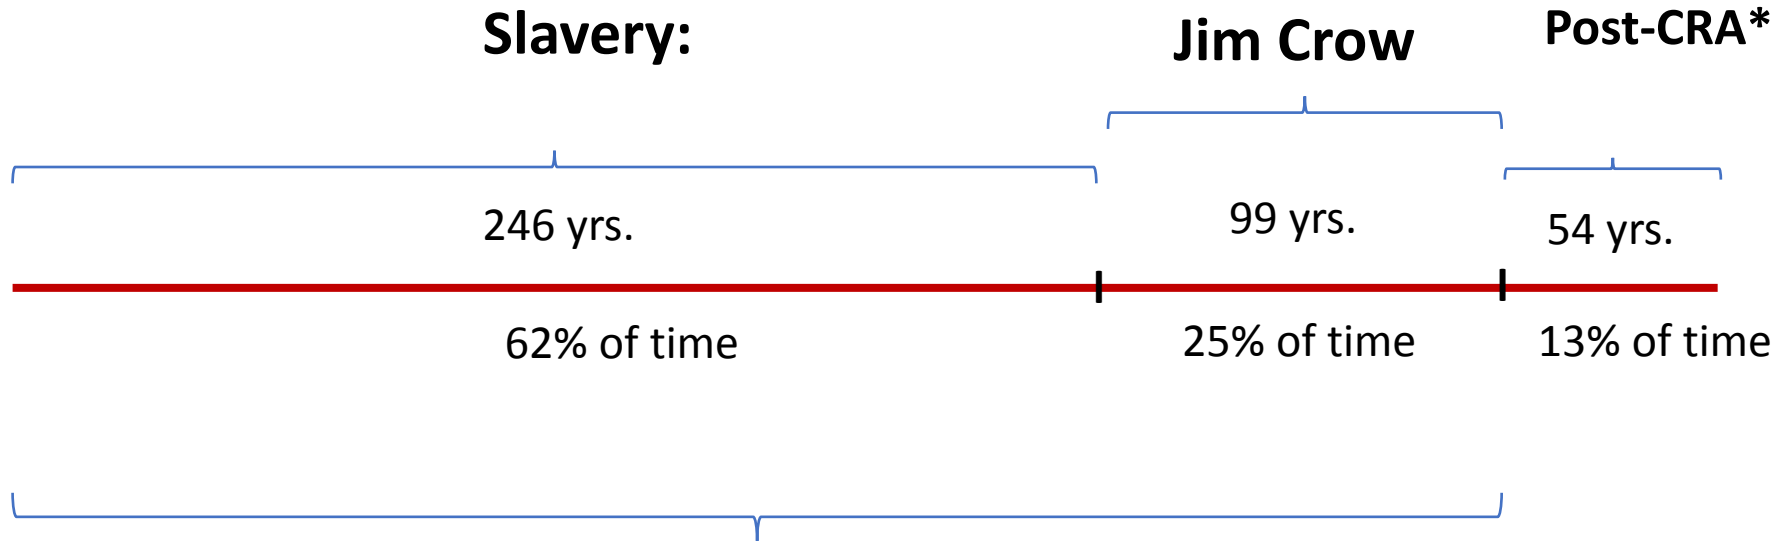 Slavery:
Jim Crow
Post-CRA*
246 yrs.
99 yrs.
54 yrs.
62% of time
25% of time
13% of time